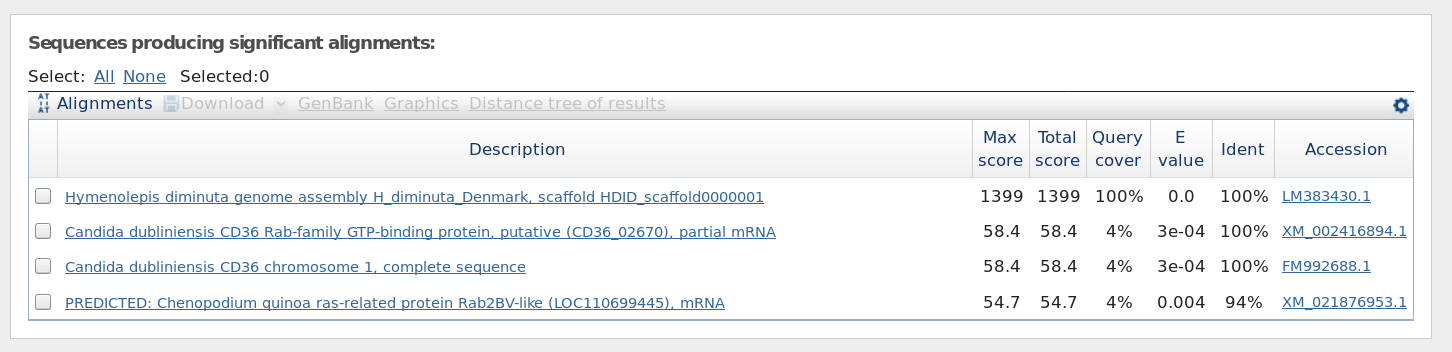 Sequences producing significant alignments:
Select: All None Selected:0
AT AT Alignments Download GenBank Graphics Distance tree of results
Description Max score Total score Query cover E value Ident Accession
Hymenolepis diminuta genome assembly H_diminuta_Denmark, scaffold HDID_scaffold0000001 1399 1399 100% 0.0 100% LM383430.1
Candida dubliniensis CD36 Rab-family GTP-binding protein, putative (CD36_02670), partial mRNA 58.4 58.4 4% 3e-04 100% XM_002416894.1
Candida dubliniensis CD36 chromosome 1, complete sequence 58.4 58.4 4% 3e-04 100% FM992688.1
PREDICTED: Chenopodium quinoa ras-related protein Rab2BV-like (LOC110699445), mRNA 54.7 54.7 4% 0.004 94% XM_021876953.1